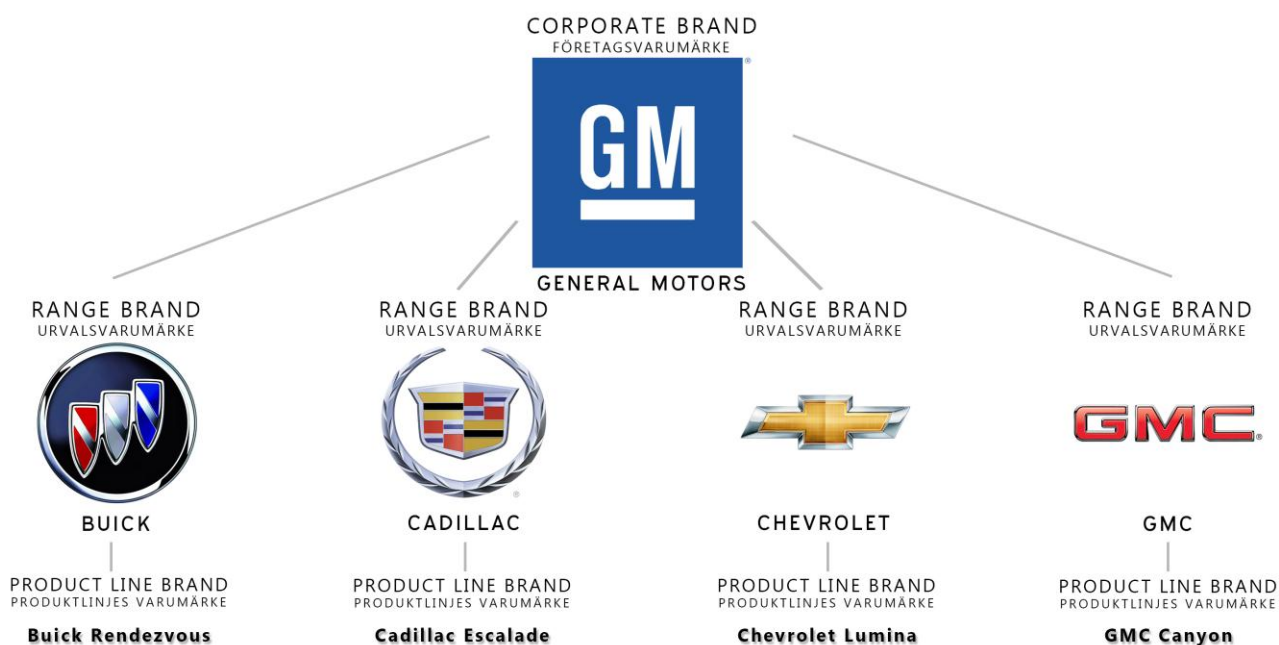 CORPORATE BRAND
FÖRETAGSVARUMÄRKE
GM
GENERAL MOTORS
RANGE BRAND
URVALSVARUMÄRKE
BUICK
PRODUCT LINE BRAND
PRODUKTLINJES VARUMÄRKE
Buick Rendezvous
RANGE BRAND
URVALSVARUMÄRKE
CADILLAC
PRODUCT LINE BRAND
PRODUKTLINJES VARUMÄRKE
Cadillac Escalade
RANGE BRAND
URVALSVARUMÄRKE
CHEVROLET
PRODUCT LINE BRAND
PRODUKTLINJES VARUMÄRKE
Chevrolet Lumina
RANGE BRAND
URVALSVARUMÄRKE
GMC
GMC
PRODUCT LINE BRAND
PRODUKTLINJES VARUMÄRKE
GMC Canyon